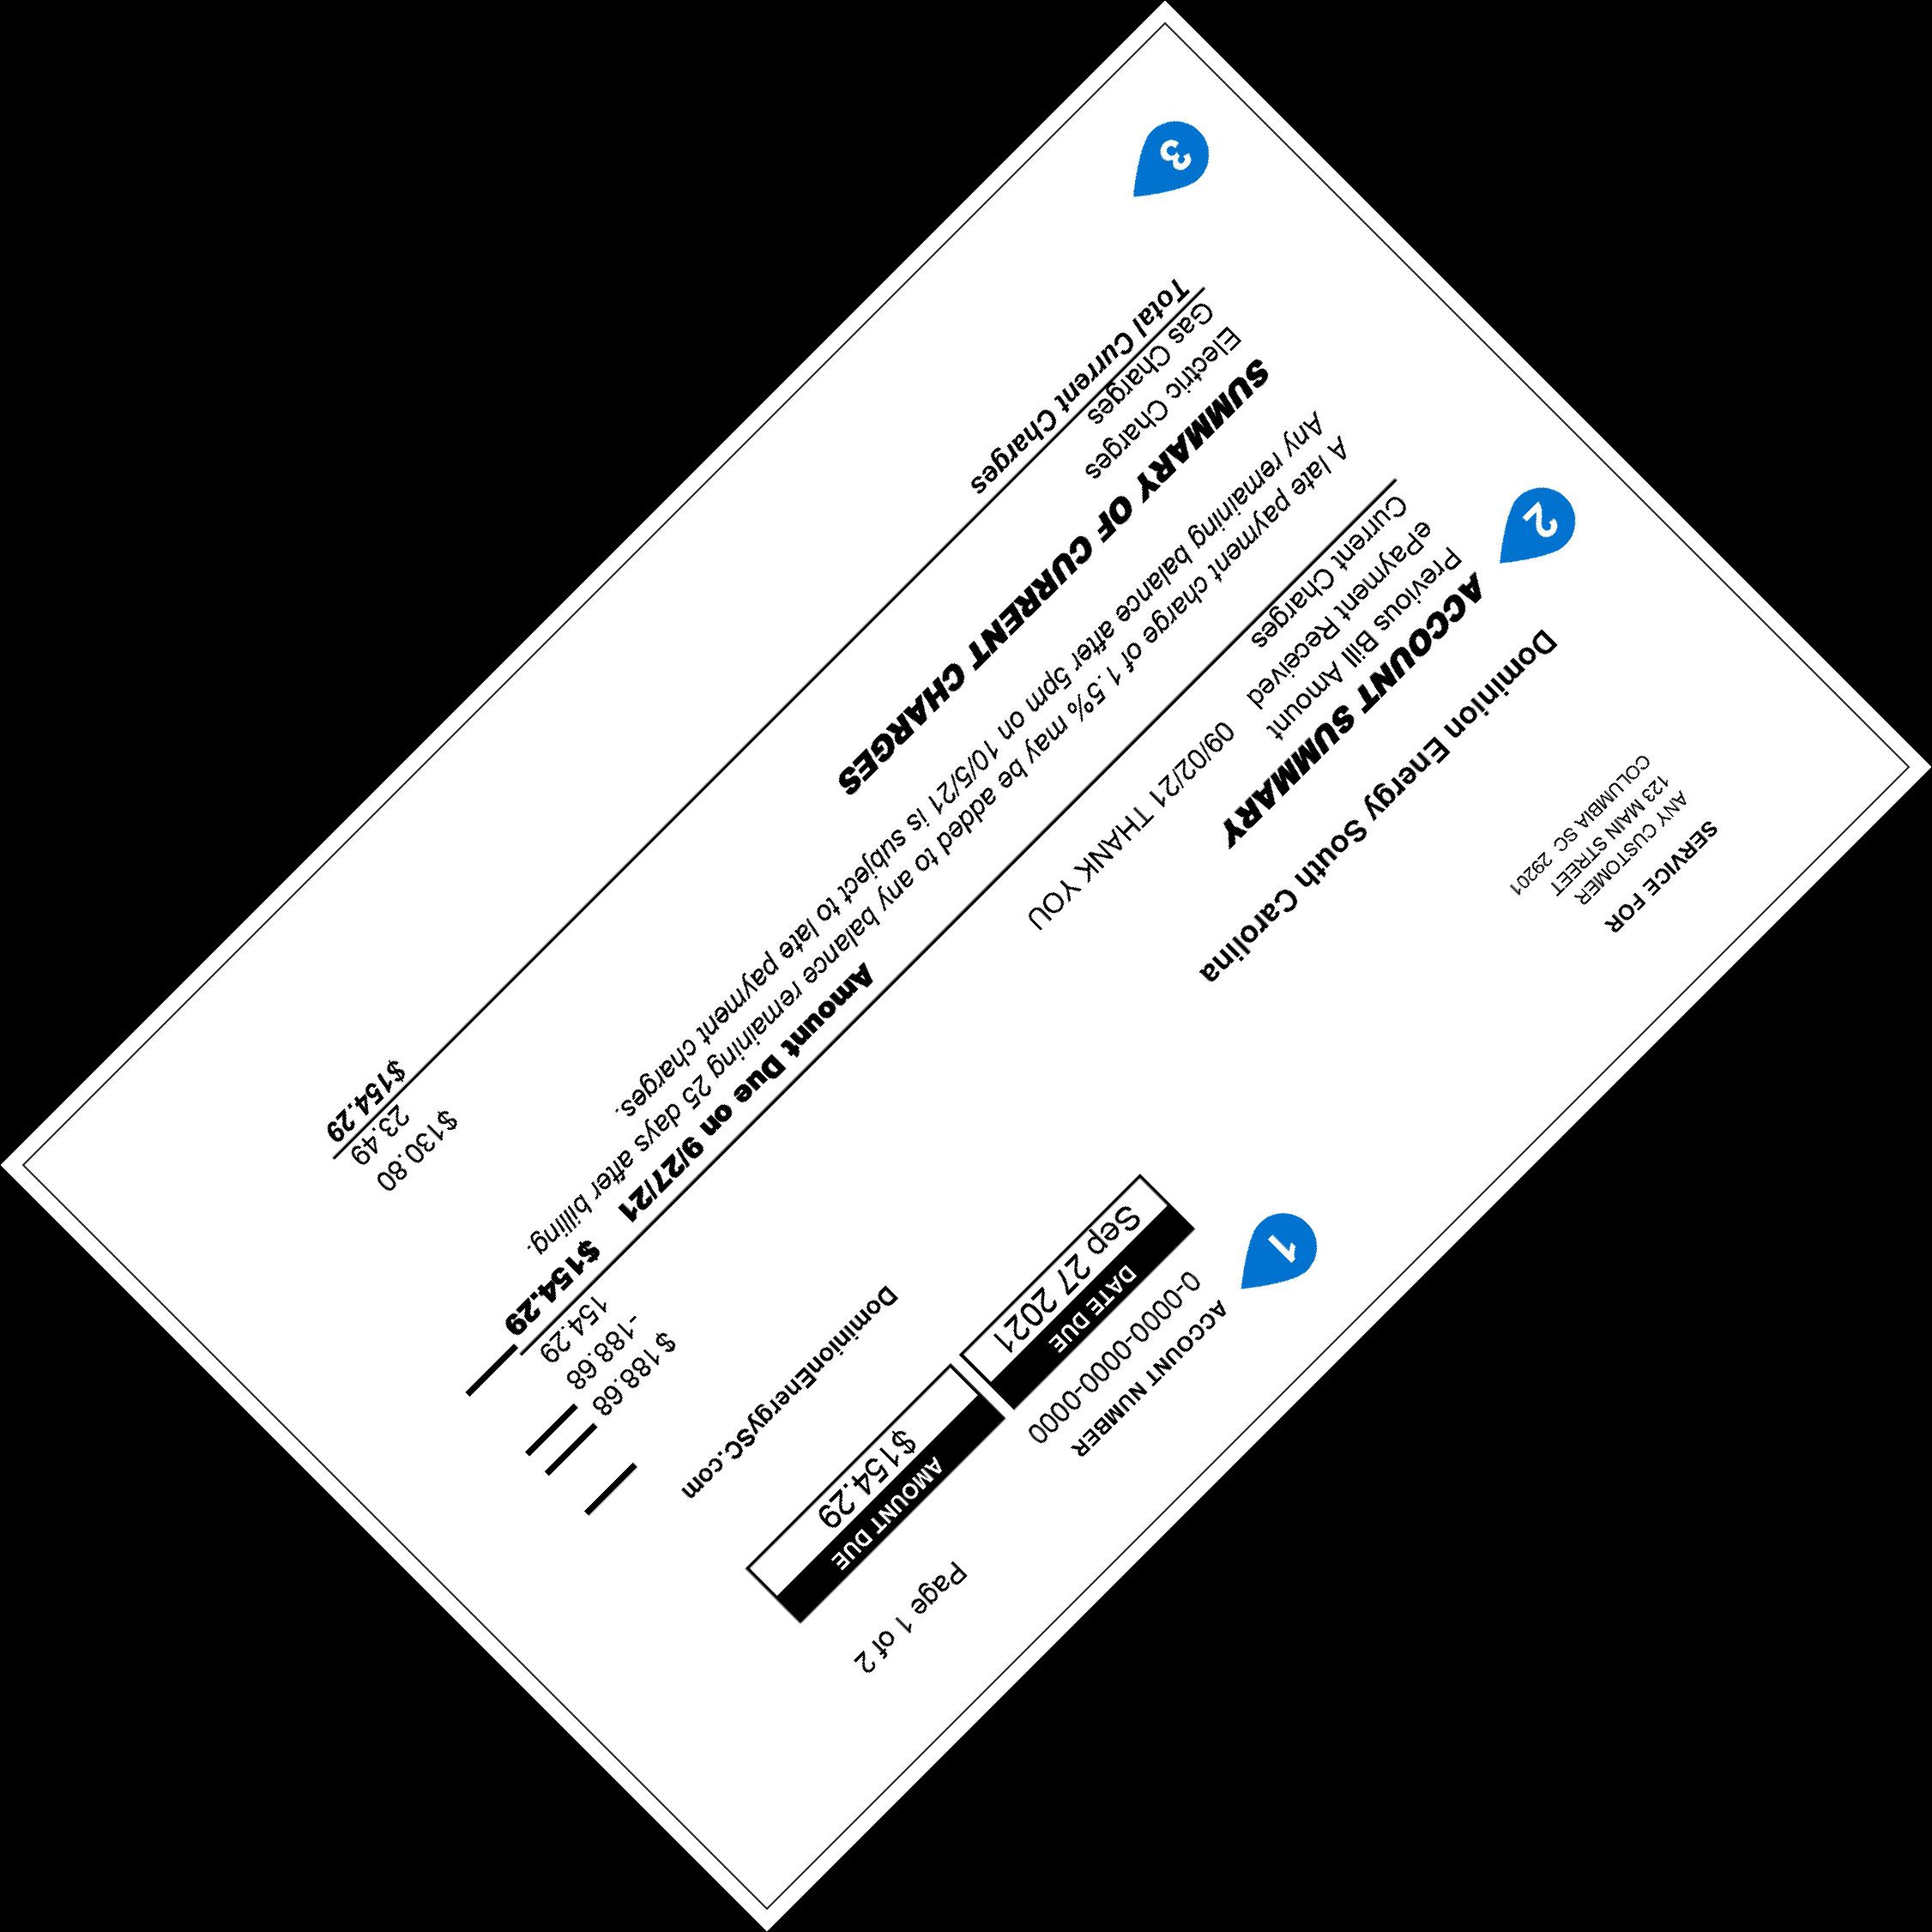 SERVICE FOR
ANY CUSTOMER
123 MAIN STREET
COLUMBIA SC  29201
1
ACCOUNT NUMBER
0-0000-0000-0000
DATE DUE
Sep 27 2021
Page 1 of 2
AMOUNT DUE
$154.29
Dominion Energy South Carolina
DominionEnergySC.com
2
ACCOUNT SUMMARY
Previous Bill Amount $188.68
ePayment Received 09/02/21 THANK YOU -188.68
Current Charges 154.29
Amount Due on 9/27/21 $154.29
A late payment charge of 1.5% may be added to any balance remaining 25 days after billing.
Any remaining balance after 5pm on 10/5/21 is subject to late payment charges.
3
SUMMARY OF CURRENT CHARGES
Electric Charges $130.80
Gas Charges 23.49
Total Current Charges $154.29